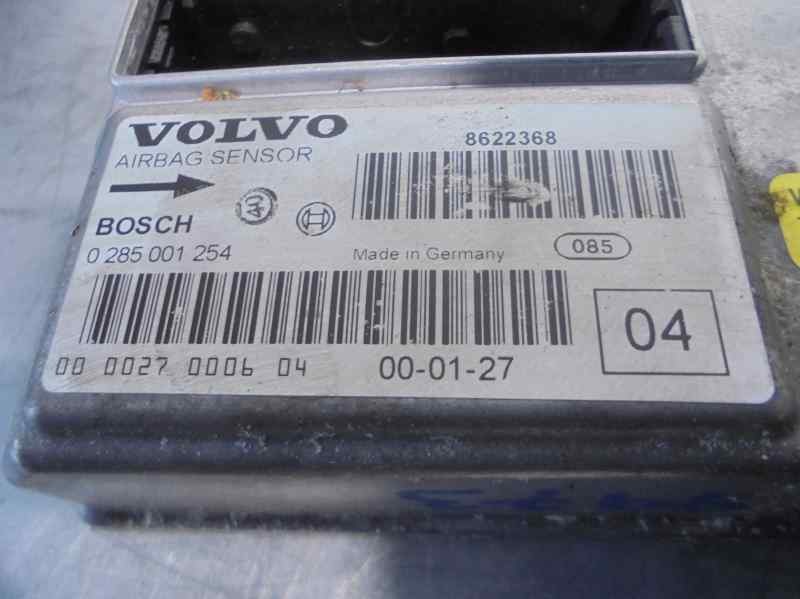 VOLVO
8622368
AIRBAG SENSOR
BOSCH
0 285 001 254
Made in Germany
085
04
00 0027 0006 04
00-01-27